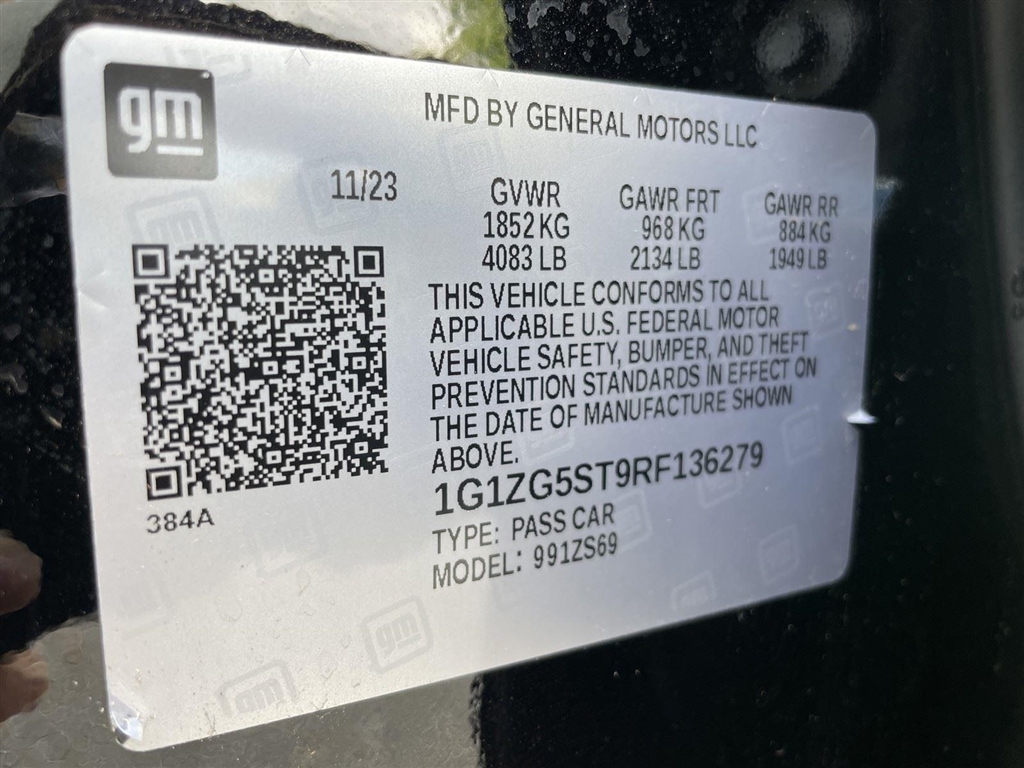 gm
MFD BY GENERAL MOTORS LLC
11/23 GVWR GAWR FRT GAWR RR
1852 KG 968 KG 884 KG
4083 LB 2134 LB 1949 LB
THIS VEHICLE CONFORMS TO ALL
APPLICABLE U.S. FEDERAL MOTOR
VEHICLE SAFETY, BUMPER, AND THEFT
PREVENTION STANDARDS IN EFFECT ON
THE DATE OF MANUFACTURE SHOWN
ABOVE.
1G1ZG5ST9RF136279
384A
TYPE: PASS CAR
MODEL: 991ZS69
gm
gm